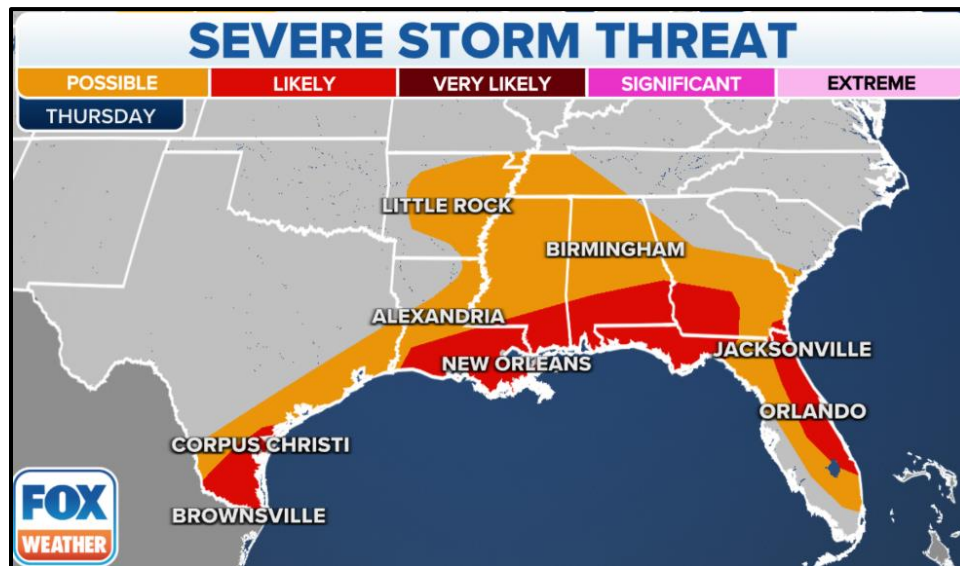 SEVERE STORM THREAT
POSSIBLE LIKELY VERY LIKELY SIGNIFICANT EXTREME
THURSDAY
LITTLE ROCK
BIRMINGHAM
ALEXANDRIA
NEW ORLEANS
JACKSONVILLE
ORLANDO
CORPUS CHRISTI
BROWNSVILLE
FOX
WEATHER